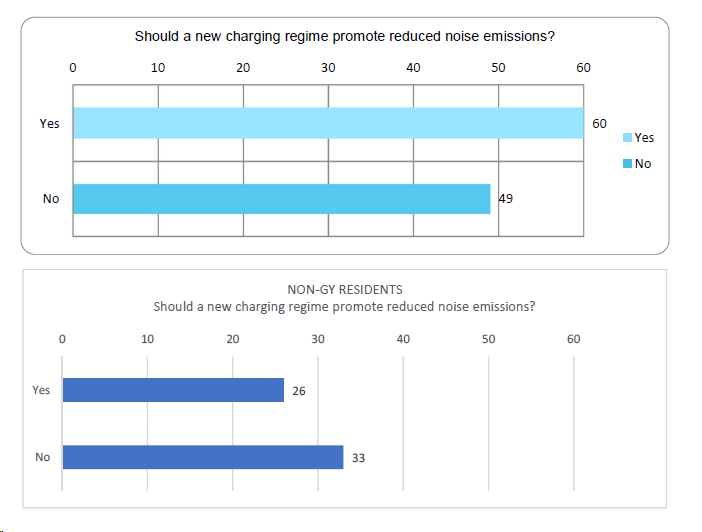 Should a new charging regime promote reduced noise emissions?
0 10 20 30 40 50 60
Yes 60
Yes
No
No 49
NON-GY RESIDENTS
Should a new charging regime promote reduced noise emissions?
0 10 20 30 40 50 60
Yes 26
No 33